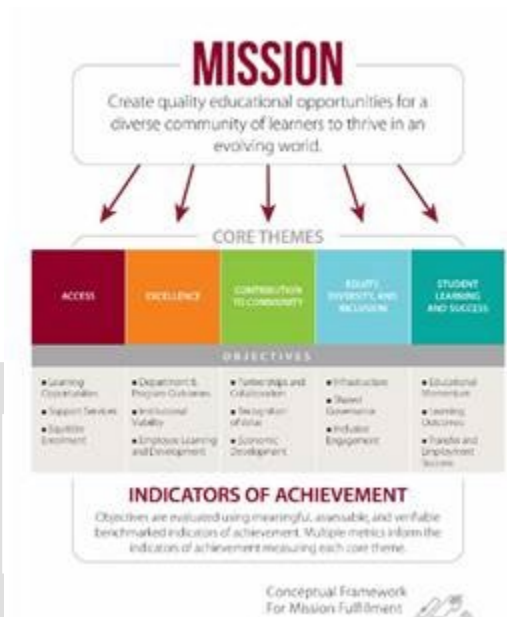 MISSION
Create quality educational opportunities for a
diverse community of learners to thrive in an
evolving world.
CORE THEMES
ACCESS
EXCELLENCE
CONTRIBUTION
TO COMMUNITY
EQUITY,
DIVERSITY, AND
INCLUSION
STUDENT
LEARNING
AND SUCCESS
OBJECTIVES
Learning
Opportunities
Support Services
Equitable
Enrollment
Department &
Program Outcomes
Institutional
Viability
Employee Learning
and Development
Partnerships and
Collaboration
Recognition
of Value
Economic
Development
Infrastructure
Shared
Governance
Inclusive
Engagement
Educational
Momentum
Learning
Outcomes
Transfer and
Employment
Success
INDICATORS OF ACHIEVEMENT
Objectives are evaluated using meaningful, assessable, and verifiable
benchmarked indicators of achievement. Multiple metrics inform the
indicators of achievement measuring each core theme.
Conceptual Framework
For Mission Fulfillment